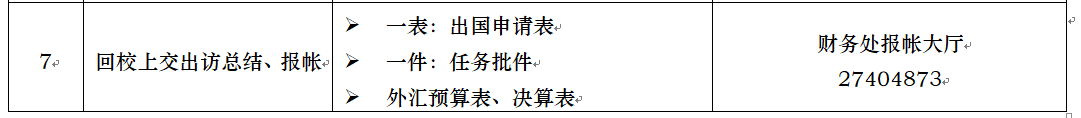 7
回校上交出访总结、报帐
➢ 一表：出国申请表
➢ 一件：任务批件
➢ 外汇预算表、决算表
财务处报帐大厅
27404873